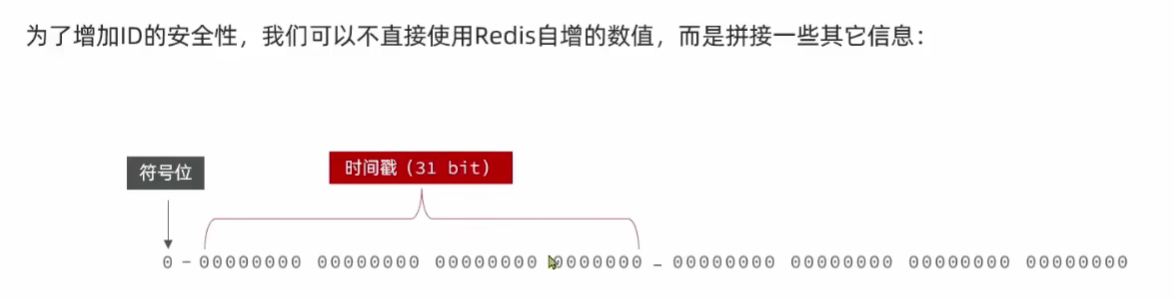 为了增加ID的安全性，我们可以不直接使用Redis自增的数值，而是拼接一些其它信息：
符号位
时间戳（31 bit）
0 - 00000000 00000000 00000000 0000000 - 00000000 00000000 00000000 00000000